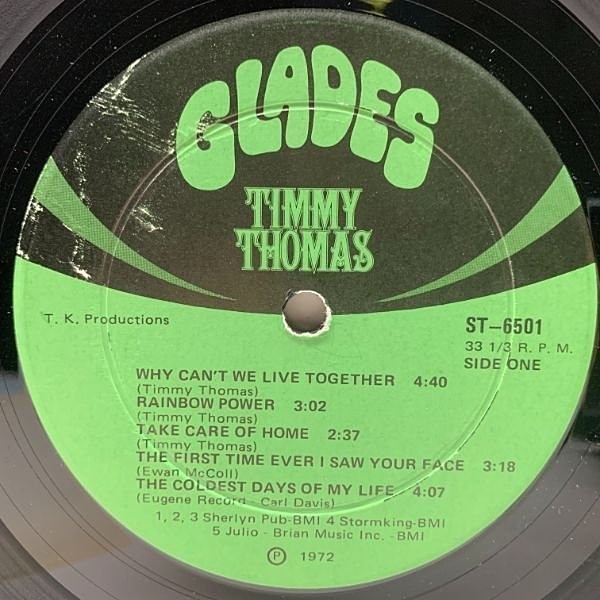 GLADES
TIMMY
THOMAS
T. K. Productions
ST-6501
33 1/3 R. P. M.
SIDE ONE
WHY CAN'T WE LIVE TOGETHER 4:40
(Timmy Thomas)
RAINBOW POWER 3:02
(Timmy Thomas)
TAKE CARE OF HOME 2:37
(Timmy Thomas)
THE FIRST TIME EVER I SAW YOUR FACE 3:18
(Ewan McColl)
THE COLDEST DAYS OF MY LIFE 4:07
(Eugene Record - Carl Davis)
1, 2, 3 Sherlyn Pub-BMI 4 Stormking-BMI
5 Julio - Brian Music Inc. -BMI
℗ 1972